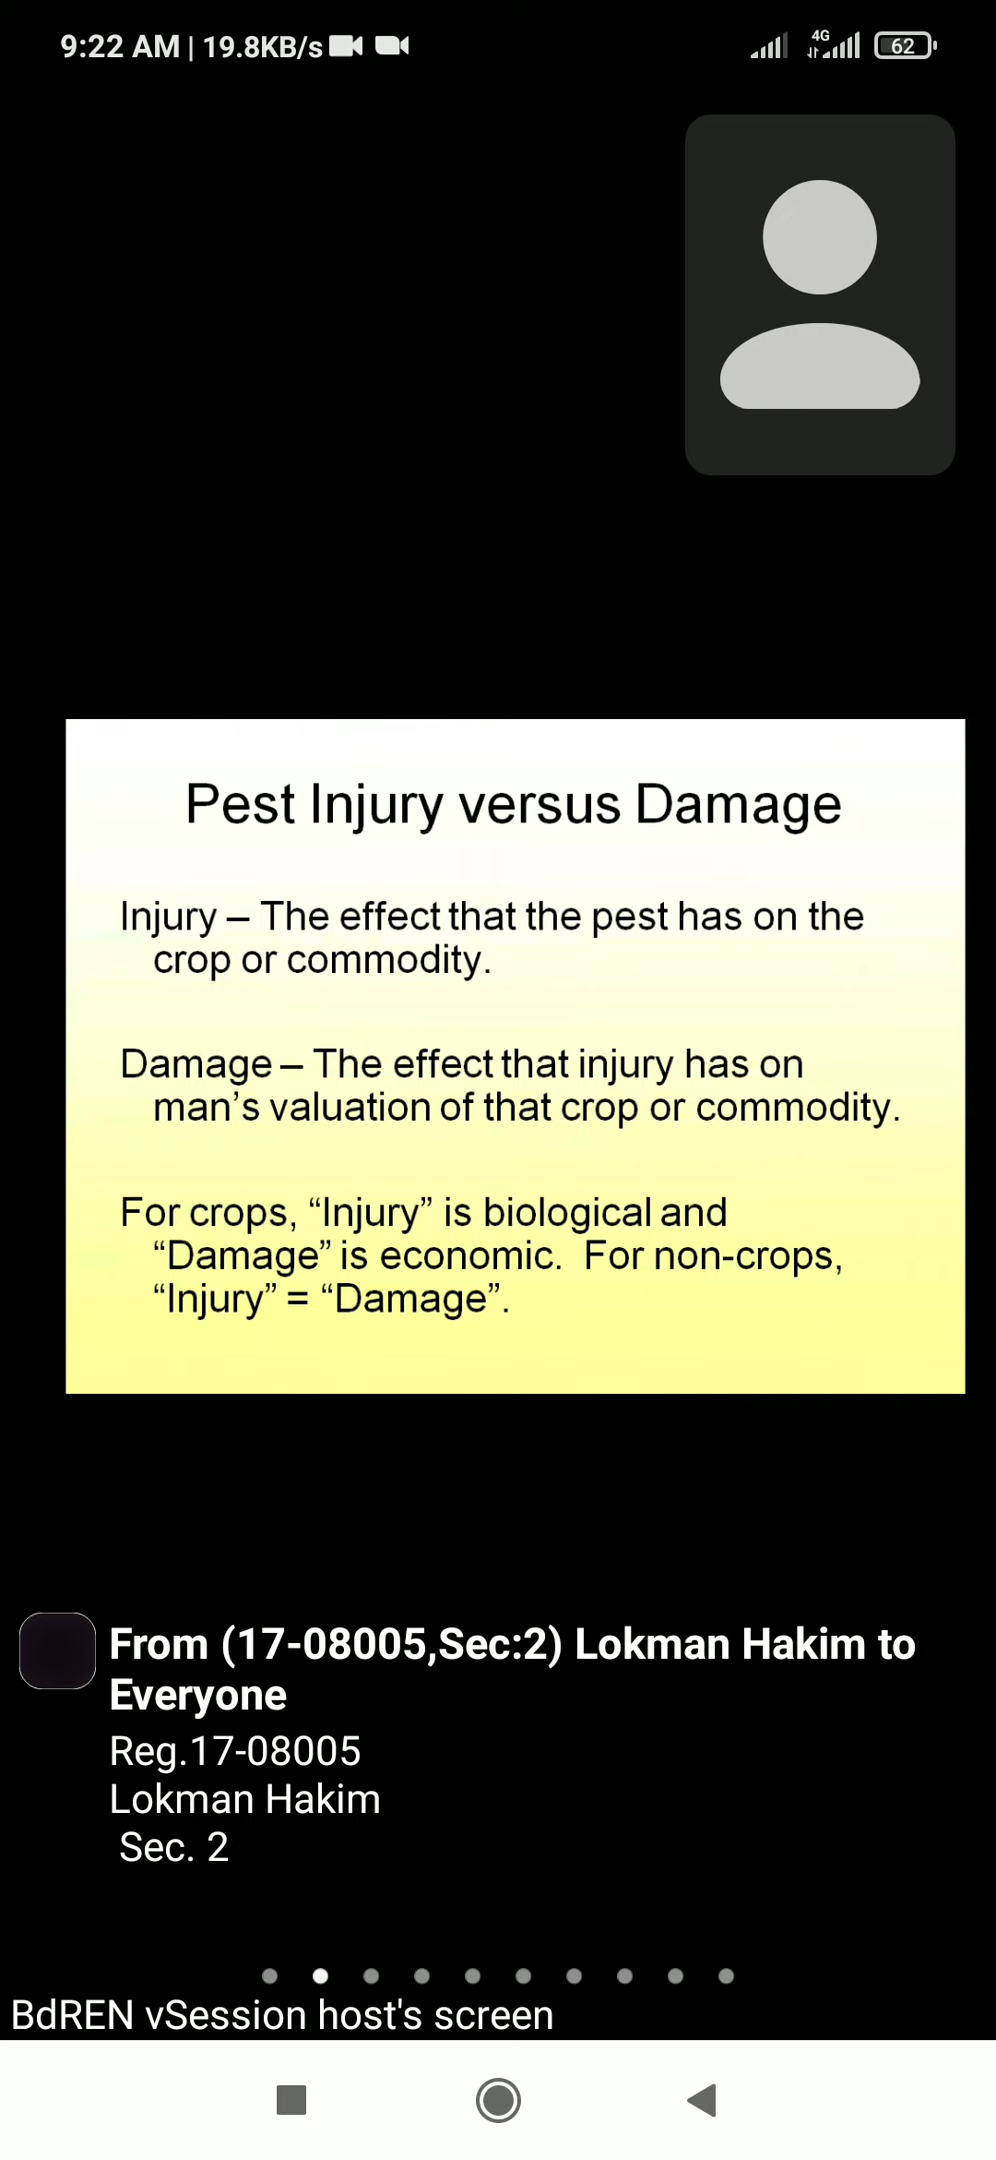 9:22 AM | 19.8KB/s
4G
62
Pest Injury versus Damage
Injury – The effect that the pest has on the
crop or commodity.
Damage – The effect that injury has on
man’s valuation of that crop or commodity.
For crops, “Injury” is biological and
“Damage” is economic.  For non-crops,
“Injury” = “Damage”.
From (17-08005,Sec:2) Lokman Hakim to
Everyone
Reg.17-08005
Lokman Hakim
Sec. 2
BdREN vSession host's screen